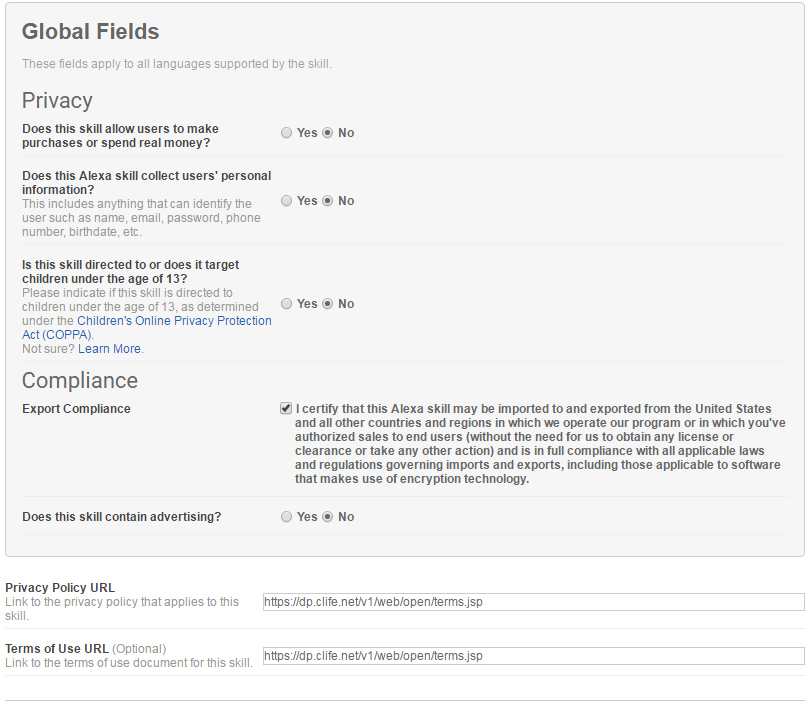 Global Fields
These fields apply to all languages supported by the skill.
Privacy
Does this skill allow users to make
purchases or spend real money?
Yes No
Does this Alexa skill collect users' personal
information?
This includes anything that can identify the
user such as name, email, password, phone
number, birthdate, etc.
Yes No
Is this skill directed to or does it target
children under the age of 13?
Please indicate if this skill is directed to
children under the age of 13, as determined
under the Children's Online Privacy Protection
Act (COPPA).
Not sure? Learn More.
Yes No
Compliance
Export Compliance
I certify that this Alexa skill may be imported to and exported from the United States
and all other countries and regions in which we operate our program or in which you've
authorized sales to end users (without the need for us to obtain any license or
clearance or take any other action) and is in full compliance with all applicable laws
and regulations governing imports and exports, including those applicable to software
that makes use of encryption technology.
Does this skill contain advertising?
Yes No
Privacy Policy URL
Link to the privacy policy that applies to this
skill.
https://dp.clife.net/v1/web/open/terms.jsp
Terms of Use URL (Optional)
Link to the terms of use document for this skill.
https://dp.clife.net/v1/web/open/terms.jsp